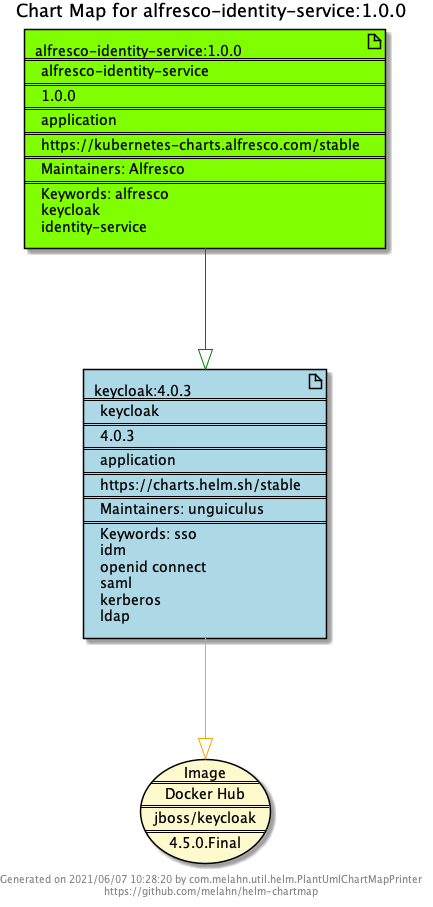 Chart Map for alfresco-identity-service:1.0.0
alfresco-identity-service:1.0.0
alfresco-identity-service
1.0.0
application
https://kubernetes-charts.alfresco.com/stable
Maintainers: Alfresco
Keywords: alfresco
keycloak
identity-service
keycloak:4.0.3
keycloak
4.0.3
application
https://charts.helm.sh/stable
Maintainers: unguiculus
Keywords: sso
idm
openid connect
saml
kerberos
ldap
Image
Docker Hub
jboss/keycloak
4.5.0.Final
Generated on 2021/06/07 10:28:20 by com.melahn.util.helm.PlantUmlChartMapPrinter
https://github.com/melahn/helm-chartmap